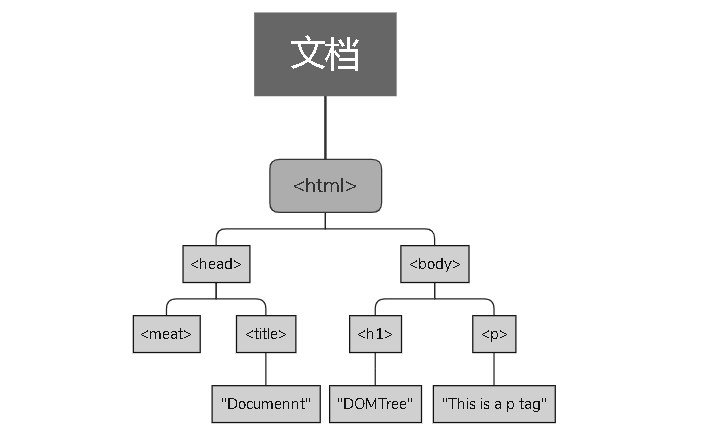 文档
<html>
<head>
<body>
<meat>
<title>
<h1>
<p>
"Documennt"
"DOMTree"
"This is a p tag"